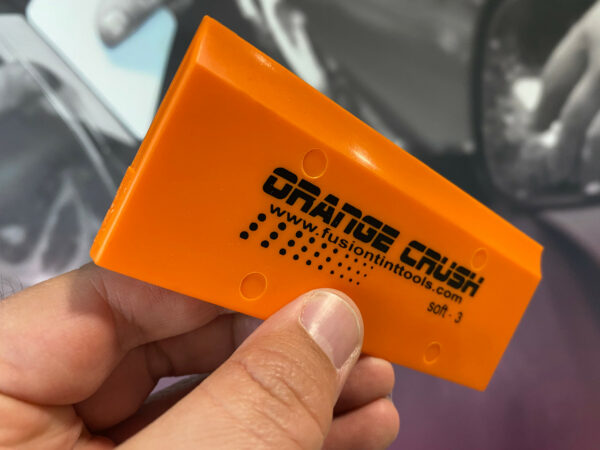 ORANGE CRUSH
www.fusiontinttools.com
soft - 3